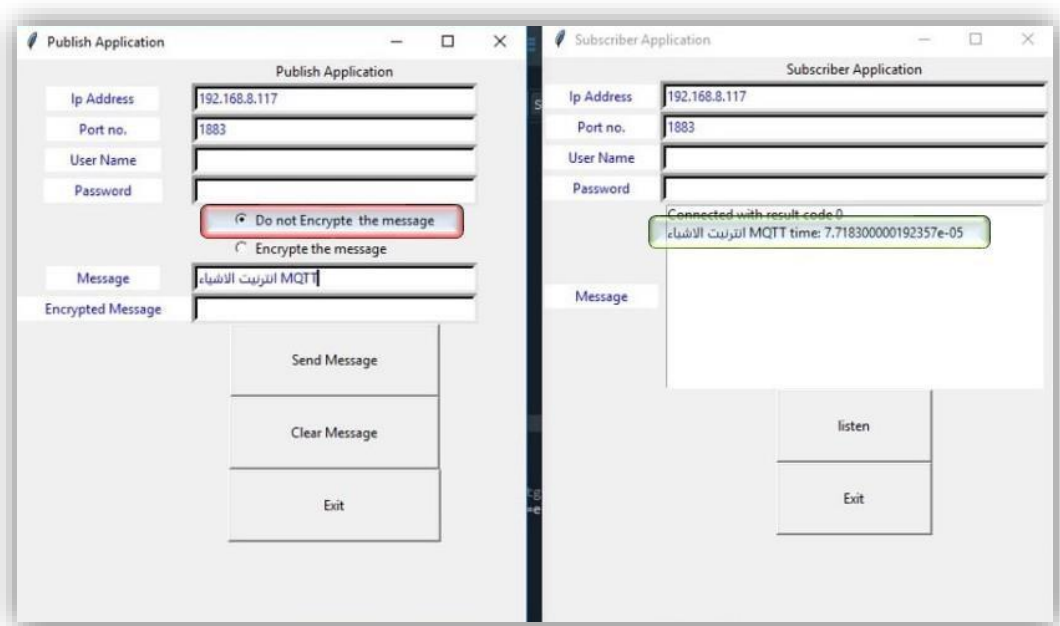 Publish Application
Publish Application
Ip Address
192.168.8.117
Port no.
1883
User Name
Password
Do not Encrypte the message
Encrypte the message
Message
انترنيت الاشياء MQTT
Encrypted Message
Send Message
Clear Message
Exit
Subscriber Application
Subscriber Application
Ip Address
192.168.8.117
Port no.
1883
User Name
Password
Connected with result code 0
انترنيت الاشياء MQTT time: 7.718300000192357e-05
Message
listen
Exit